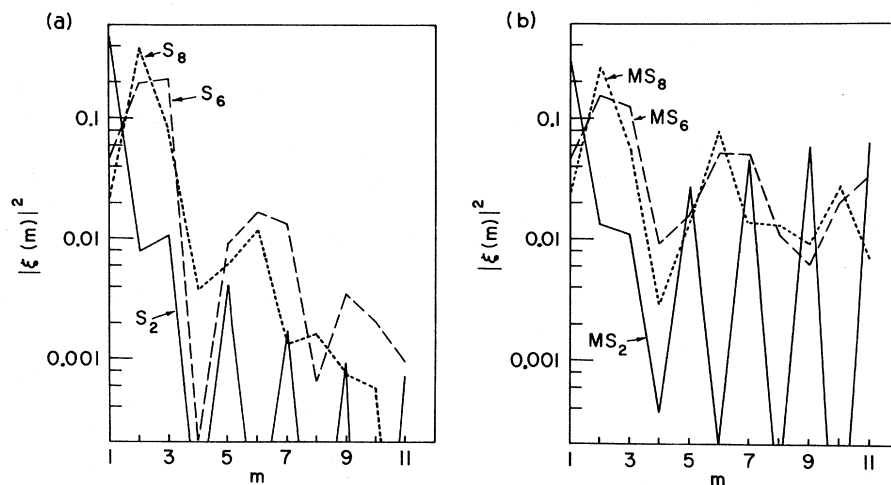 (a)
|ξ(m)|²
0.1
0.01
0.001
S₈
S₆
S₂
1 3 5 7 9 11
m
(b)
|ξ(m)|²
0.1
0.01
0.001
MS₈
MS₆
MS₂
1 3 5 7 9 11
m